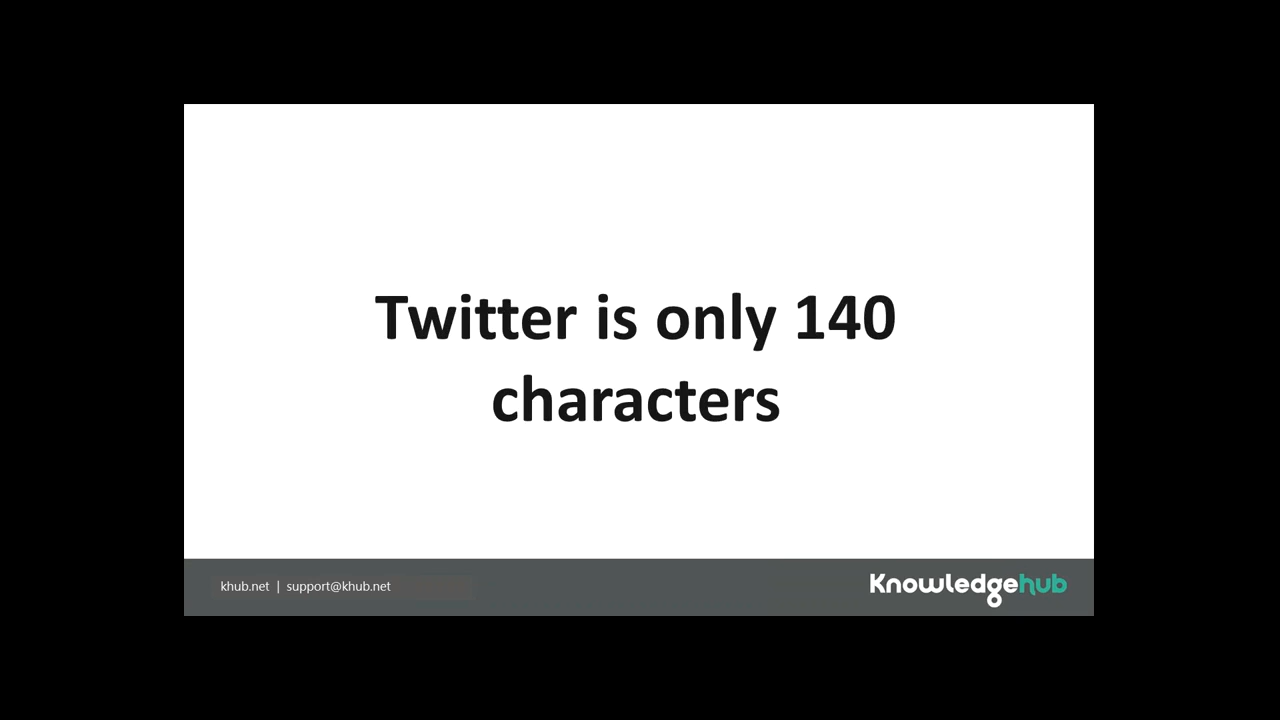 Twitter is only 140
characters
khub.net | support@khub.net
Knowledgehub